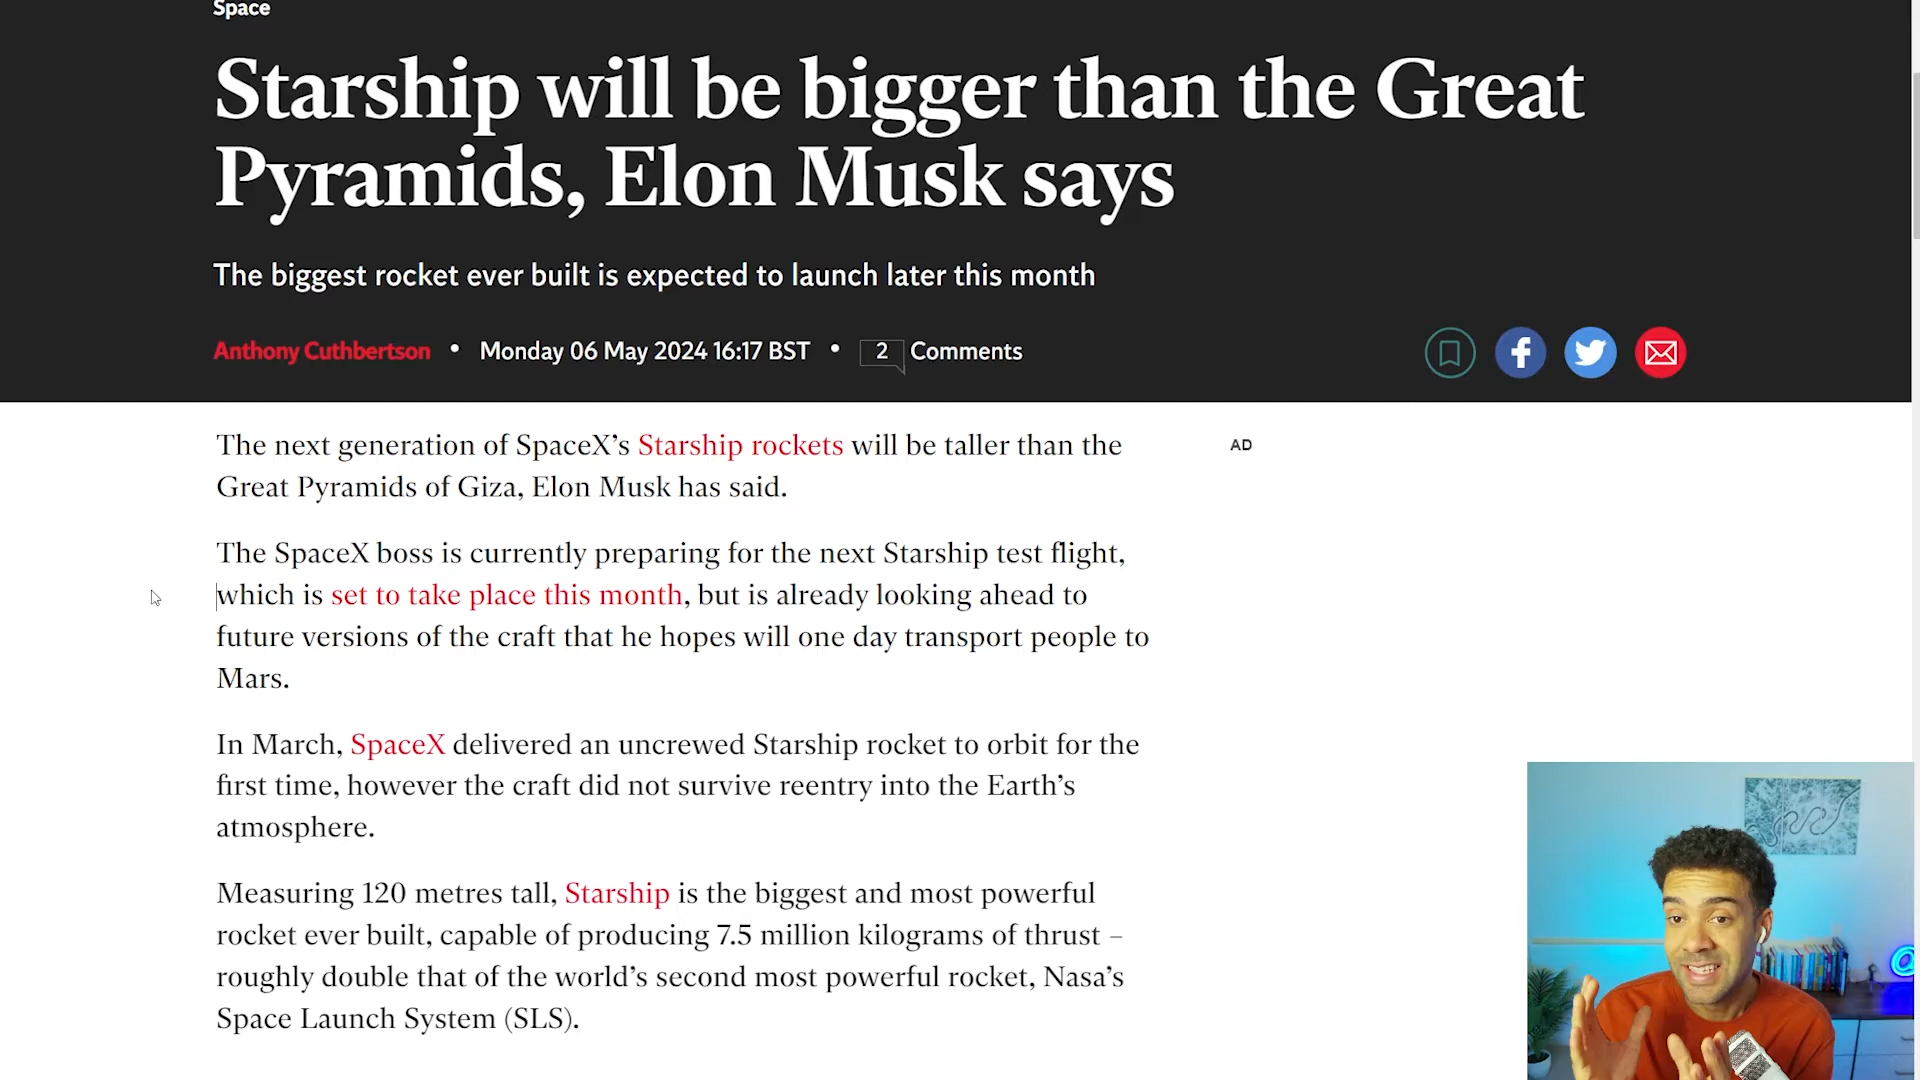 Space
Starship will be bigger than the Great
Pyramids, Elon Musk says
The biggest rocket ever built is expected to launch later this month
Anthony Cuthbertson • Monday 06 May 2024 16:17 BST • 2 Comments
The next generation of SpaceX’s Starship rockets will be taller than the
Great Pyramids of Giza, Elon Musk has said.
AD
The SpaceX boss is currently preparing for the next Starship test flight,
which is set to take place this month, but is already looking ahead to
future versions of the craft that he hopes will one day transport people to
Mars.
In March, SpaceX delivered an uncrewed Starship rocket to orbit for the
first time, however the craft did not survive reentry into the Earth’s
atmosphere.
Measuring 120 metres tall, Starship is the biggest and most powerful
rocket ever built, capable of producing 7.5 million kilograms of thrust –
roughly double that of the world’s second most powerful rocket, Nasa’s
Space Launch System (SLS).